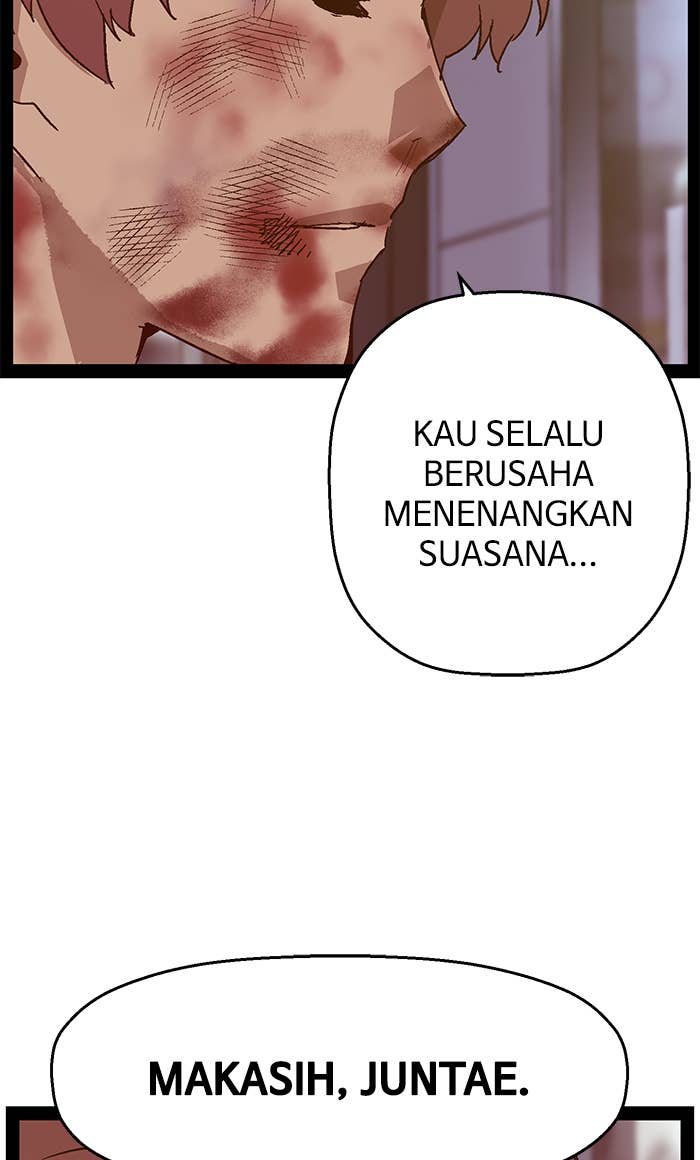 KAU SELALU
BERUSAHA
MENENANGKAN
SUASANA...
MAKASIH, JUNTAE.